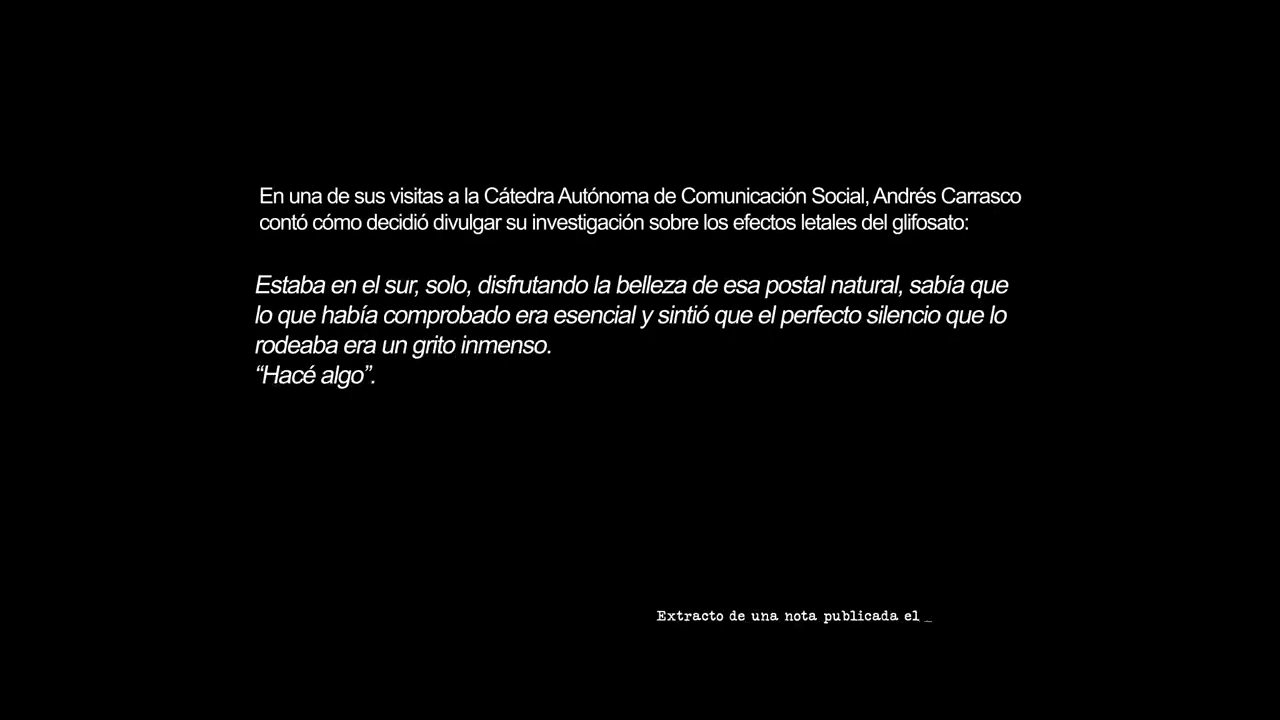 En una de sus visitas a la Cátedra Autónoma de Comunicación Social, Andrés Carrasco
contó cómo decidió divulgar su investigación sobre los efectos letales del glifosato:
Estaba en el sur, solo, disfrutando la belleza de esa postal natural, sabía que
lo que había comprobado era esencial y sintió que el perfecto silencio que lo
rodeaba era un grito inmenso.
“Hacé algo”.
Extracto de una nota publicada el _